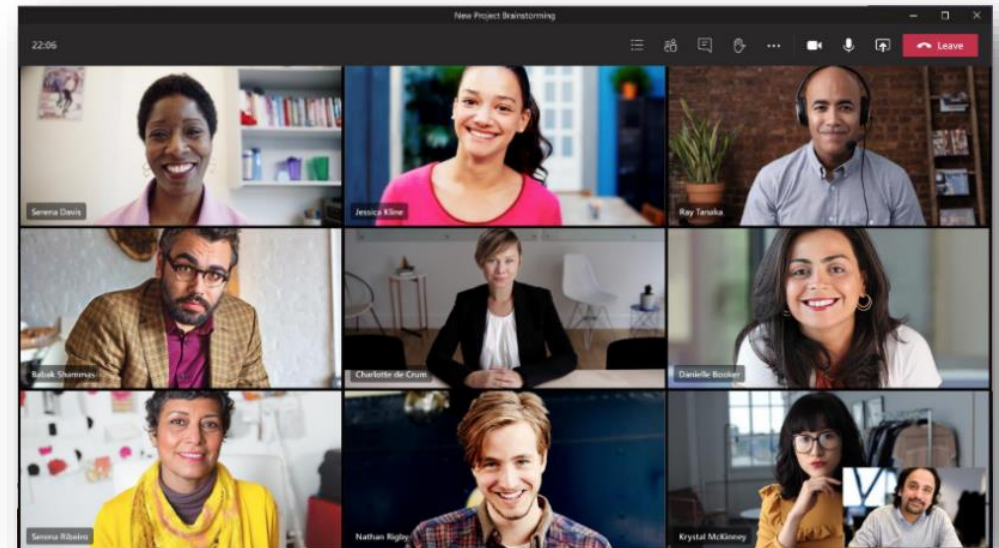 New Project Brainstorming
22:06
Leave
Serena Davis
Jessica Kline
Ray Tanaka
Babak Shammas
Charlotte de Crum
Danielle Booker
Serena Ribeiro
Nathan Rigby
Krystal McKinney